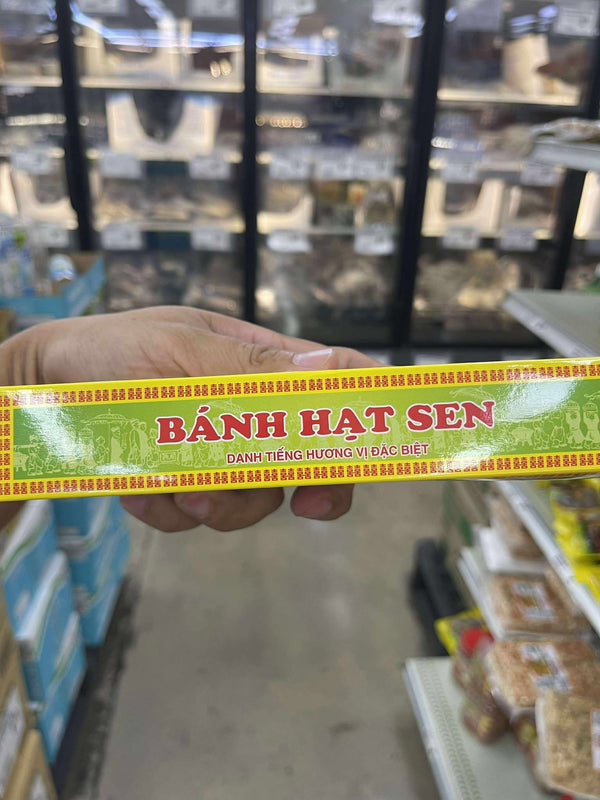 BÁNH HẠT SEN
DANH TIẾNG HƯƠNG VỊ ĐẶC BIỆT